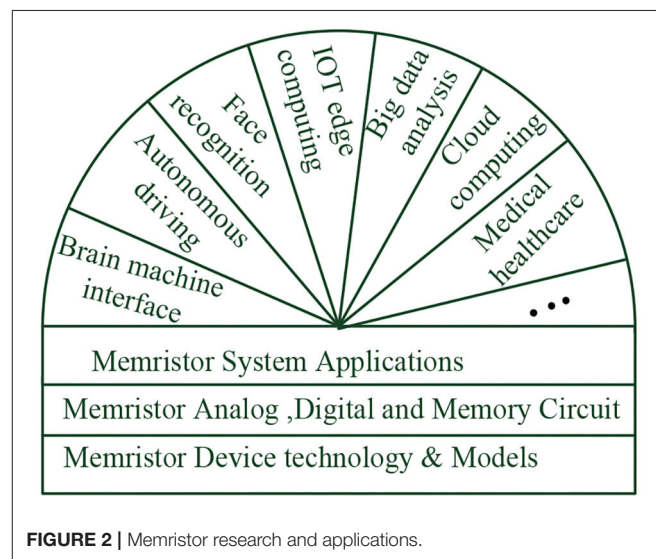 Brain machine
interface
Autonomous
driving
Face
recognition
IOT edge
computing
Big data
analysis
Cloud
computing
Medical
healthcare
...
Memristor System Applications
Memristor Analog ,Digital and Memory Circuit
Memristor Device technology & Models
FIGURE 2 | Memristor research and applications.